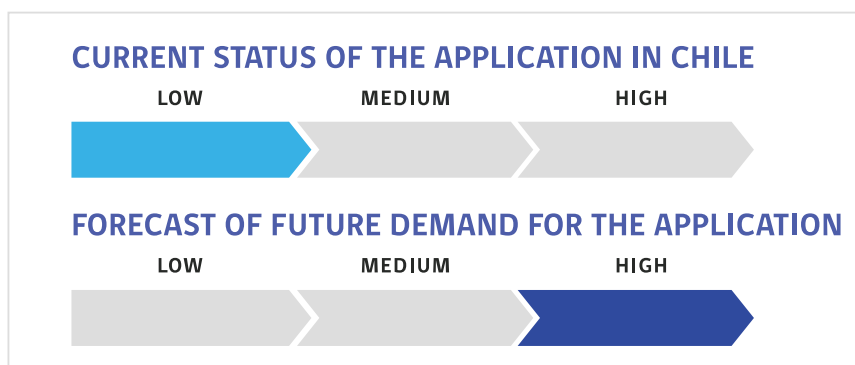 CURRENT STATUS OF THE APPLICATION IN CHILE
LOW MEDIUM HIGH
FORECAST OF FUTURE DEMAND FOR THE APPLICATION
LOW MEDIUM HIGH